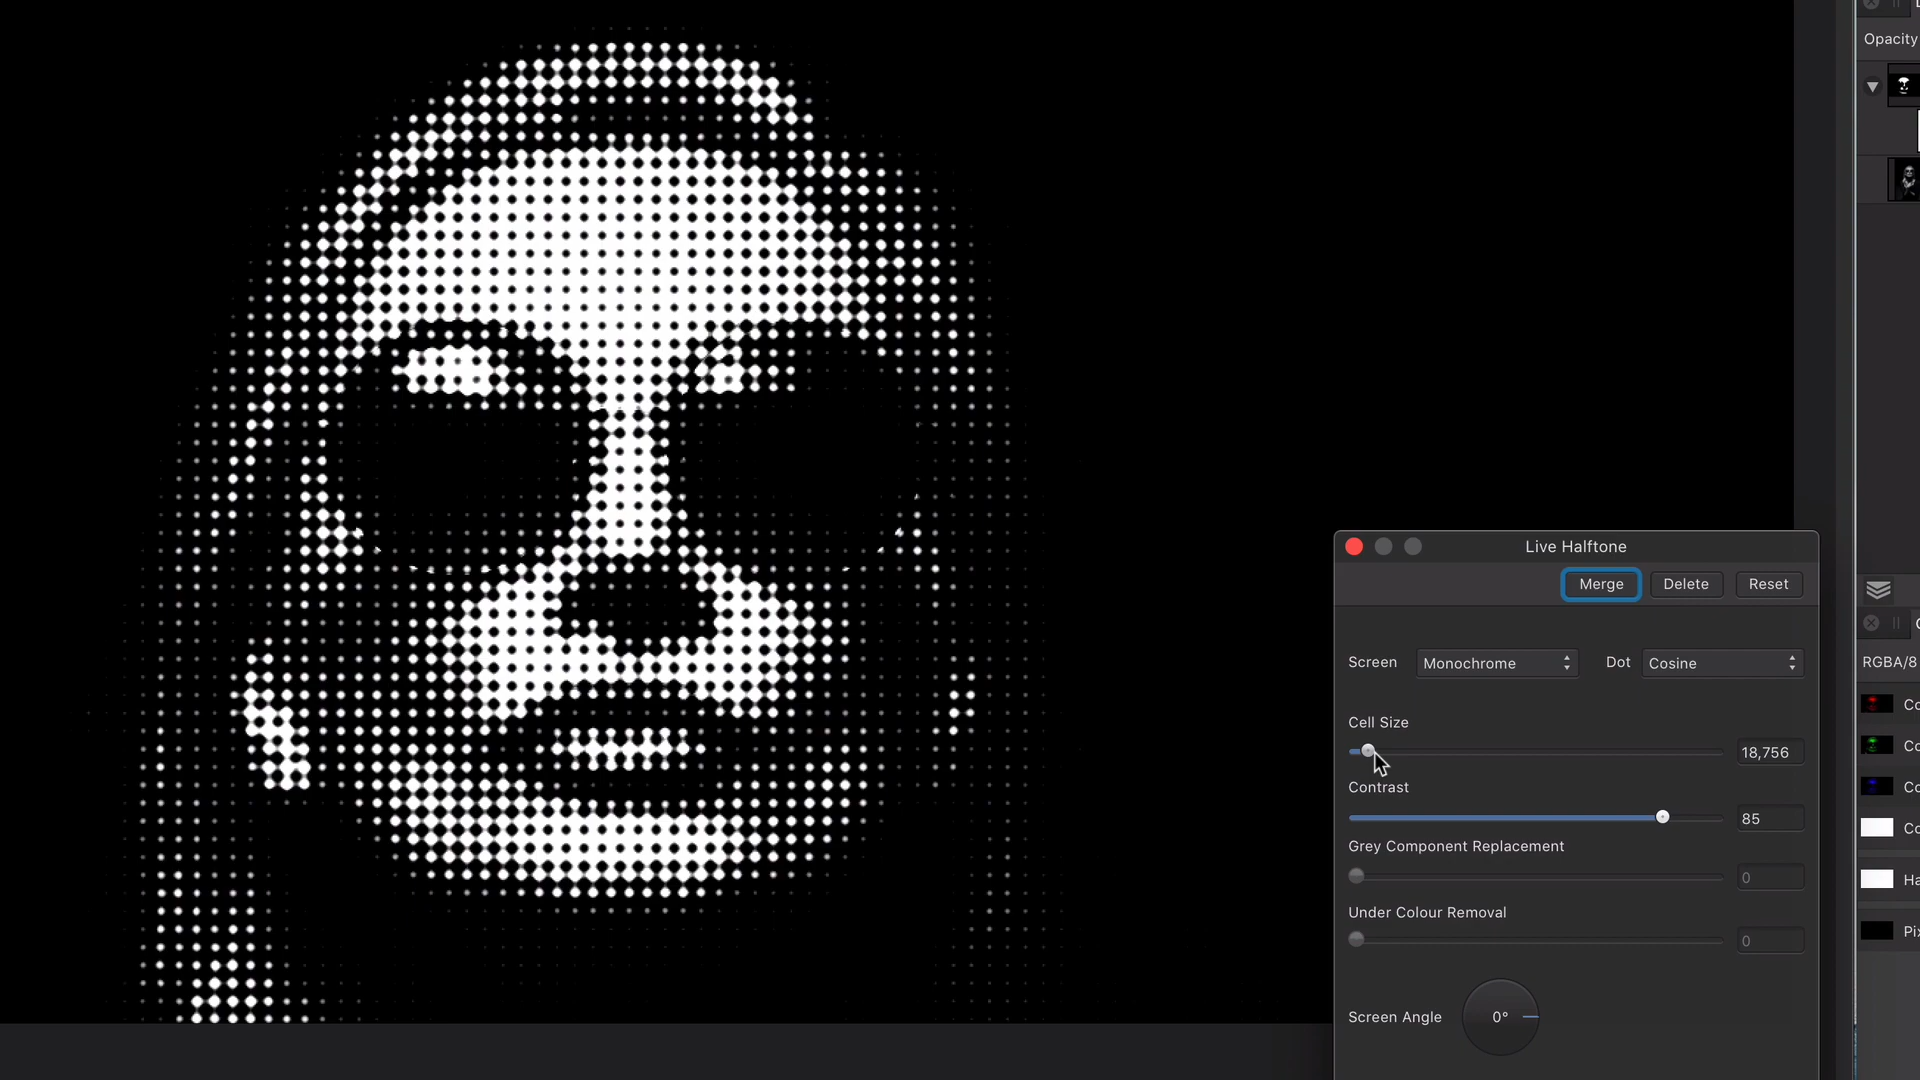 Opacity
Live Halftone
Merge Delete Reset
Screen Monochrome Dot Cosine
RGBA/8
Cell Size
18,756
Contrast
85
Grey Component Replacement
0
Under Colour Removal
0
Screen Angle 0°